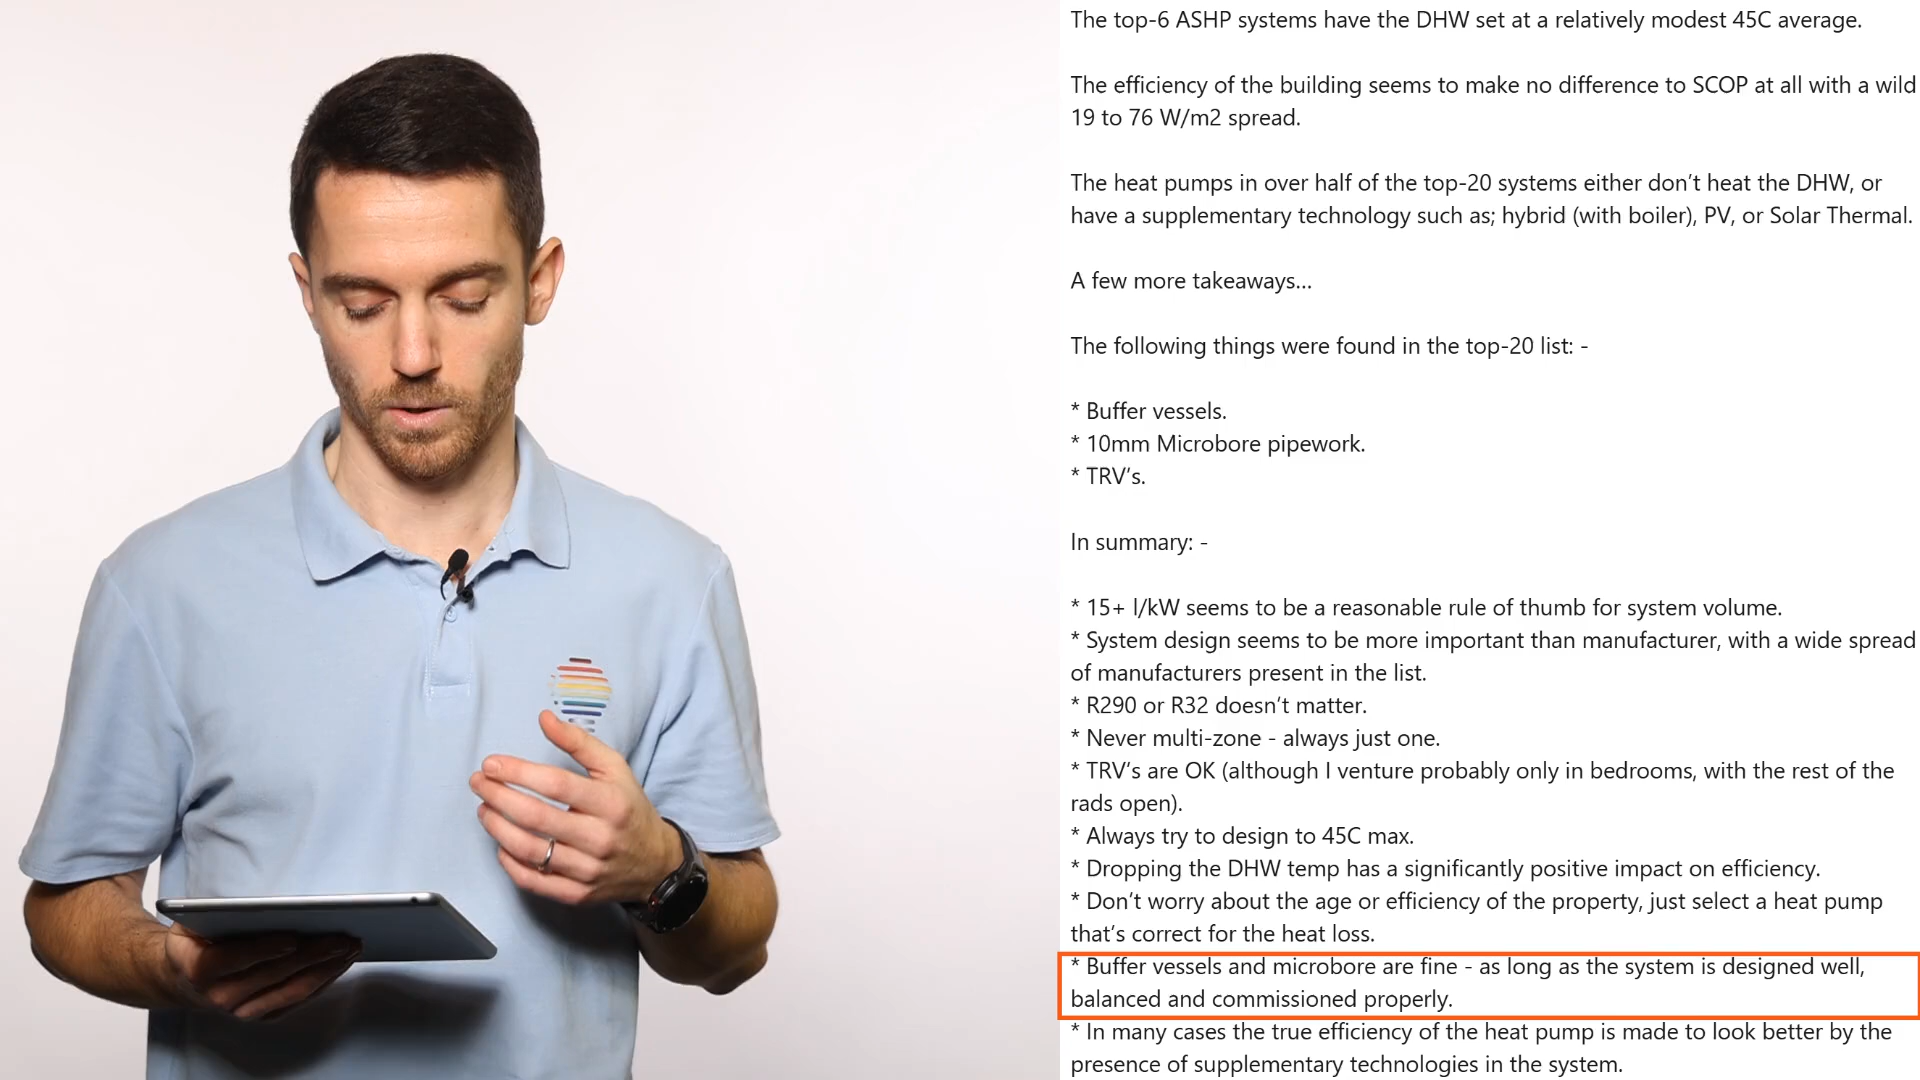 The top-6 ASHP systems have the DHW set at a relatively modest 45C average.
The efficiency of the building seems to make no difference to SCOP at all with a wild
19 to 76 W/m2 spread.
The heat pumps in over half of the top-20 systems either don’t heat the DHW, or
have a supplementary technology such as; hybrid (with boiler), PV, or Solar Thermal.
A few more takeaways...
The following things were found in the top-20 list: -
* Buffer vessels.
* 10mm Microbore pipework.
* TRV’s.
In summary: -
* 15+ l/kW seems to be a reasonable rule of thumb for system volume.
* System design seems to be more important than manufacturer, with a wide spread
of manufacturers present in the list.
* R290 or R32 doesn’t matter.
* Never multi-zone - always just one.
* TRV’s are OK (although I venture probably only in bedrooms, with the rest of the
rads open).
* Always try to design to 45C max.
* Dropping the DHW temp has a significantly positive impact on efficiency.
* Don’t worry about the age or efficiency of the property, just select a heat pump
that’s correct for the heat loss.
* Buffer vessels and microbore are fine - as long as the system is designed well,
balanced and commissioned properly.
* In many cases the true efficiency of the heat pump is made to look better by the
presence of supplementary technologies in the system.